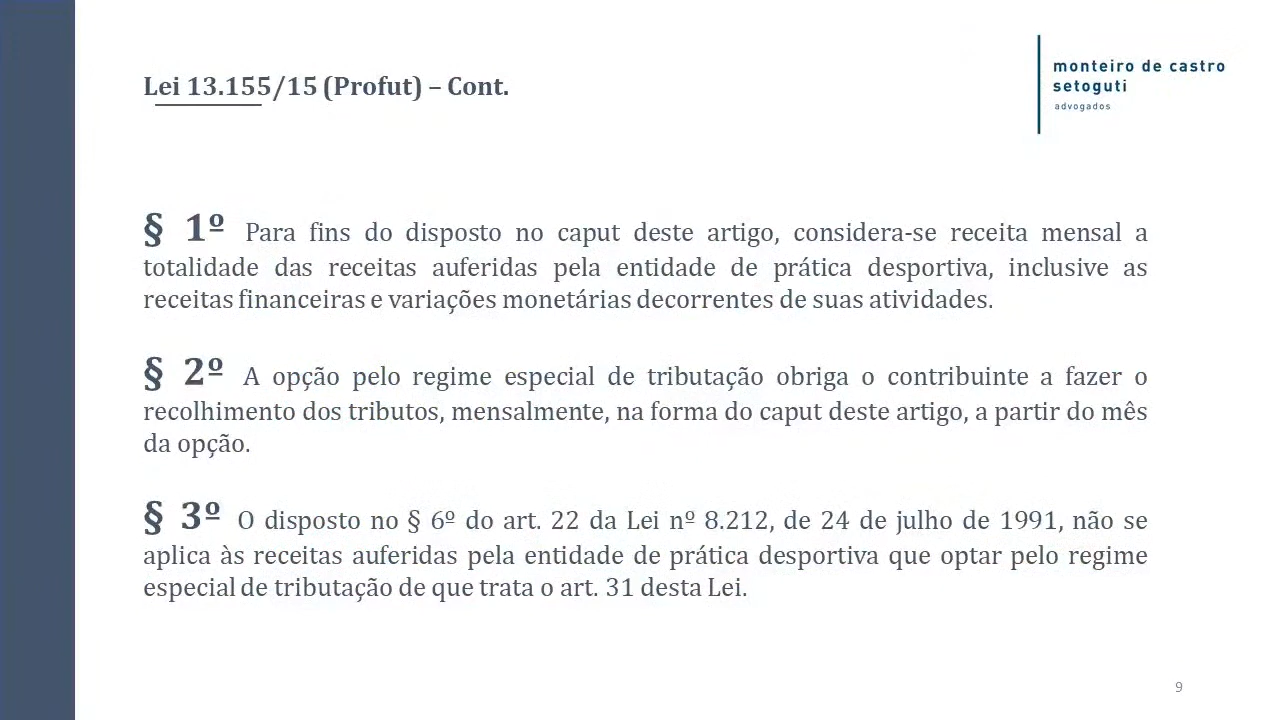 Lei 13.155/15 (Profut) – Cont.
monteiro de castro
setoguti
advogados
§ 1º Para fins do disposto no caput deste artigo, considera-se receita mensal a
totalidade das receitas auferidas pela entidade de prática desportiva, inclusive as
receitas financeiras e variações monetárias decorrentes de suas atividades.
§ 2º A opção pelo regime especial de tributação obriga o contribuinte a fazer o
recolhimento dos tributos, mensalmente, na forma do caput deste artigo, a partir do mês
da opção.
§ 3º O disposto no § 6º do art. 22 da Lei nº 8.212, de 24 de julho de 1991, não se
aplica às receitas auferidas pela entidade de prática desportiva que optar pelo regime
especial de tributação de que trata o art. 31 desta Lei.
9